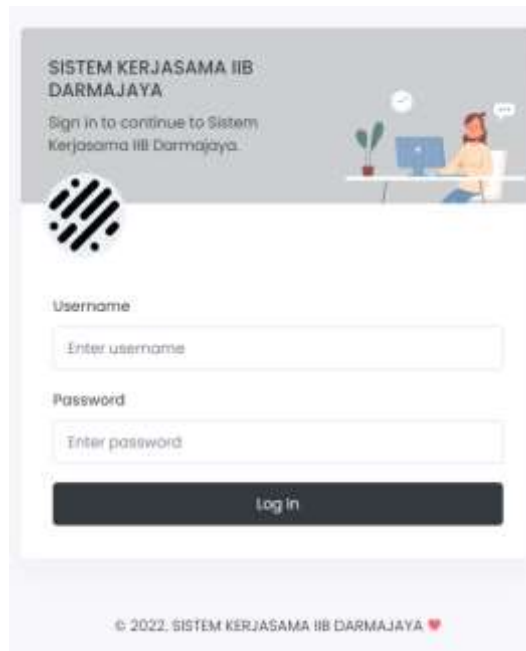 SISTEM KERJASAMA IIB
DARMAJAYA
Sign in to continue to Sistem
Kerjasama IIB Darmajaya.
Username
Enter username
Password
Enter password
Log In
© 2022. SISTEM KERJASAMA IIB DARMAJAYA